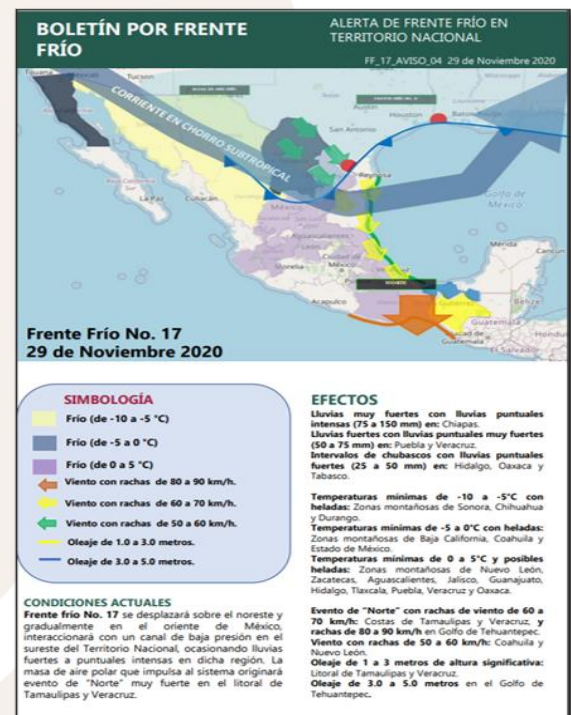 BOLETÍN POR FRENTE
FRÍO
ALERTA DE FRENTE FRÍO EN
TERRITORIO NACIONAL
FF_17_AVISO_04 29 de Noviembre 2020
Tucson
Austin
Houston
San Antonio
CORRIENTE EN CHORRO SUBTROPICAL
Reynosa
La Paz
Culiacán
Golfo de
México
México
Aguascalientes
León
Morelia
Ciudad de
México
Mérida
Cancún
Acapulco
Belize
Guatemala
Ciudad de
Guatemala
El Salvador
Frente Frío No. 17
29 de Noviembre 2020
SIMBOLOGÍA
Frío (de -10 a -5 °C)
Frío (de -5 a 0 °C)
Frío (de 0 a 5 °C)
Viento con rachas de 80 a 90 km/h.
Viento con rachas de 60 a 70 km/h.
Viento con rachas de 50 a 60 km/h.
Oleaje de 1.0 a 3.0 metros.
Oleaje de 3.0 a 5.0 metros.
CONDICIONES ACTUALES
Frente frío No. 17 se desplazará sobre el noreste y
gradualmente en el oriente de México,
interaccionará con un canal de baja presión en el
sureste del Territorio Nacional, ocasionando lluvias
fuertes a puntuales intensas en dicha región. La
masa de aire polar que impulsa al sistema originará
evento de "Norte" muy fuerte en el litoral de
Tamaulipas y Veracruz.
EFECTOS
Lluvias muy fuertes con lluvias puntuales
intensas (75 a 150 mm) en: Chiapas.
Lluvias fuertes con lluvias puntuales muy fuertes
(50 a 75 mm) en: Puebla y Veracruz.
Intervalos de chubascos con lluvias puntuales
fuertes (25 a 50 mm) en: Hidalgo, Oaxaca y
Tabasco.
Temperaturas mínimas de -10 a -5°C con
heladas: Zonas montañosas de Sonora, Chihuahua
y Durango.
Temperaturas mínimas de -5 a 0°C con heladas:
Zonas montañosas de Baja California, Coahuila y
Estado de México.
Temperaturas mínimas de 0 a 5°C y posibles
heladas: Zonas montañosas de Nuevo León,
Zacatecas, Aguascalientes, Jalisco, Guanajuato,
Hidalgo, Tlaxcala, Puebla, Veracruz y Oaxaca.
Evento de "Norte" con rachas de viento de 60 a
70 km/h: Costas de Tamaulipas y Veracruz, y
rachas de 80 a 90 km/h en Golfo de Tehuantepec.
Viento con rachas de 50 a 60 km/h: Coahuila y
Nuevo León.
Oleaje de 1 a 3 metros de altura significativa:
Litoral de Tamaulipas y Veracruz.
Oleaje de 3.0 a 5.0 metros en el Golfo de
Tehuantepec.